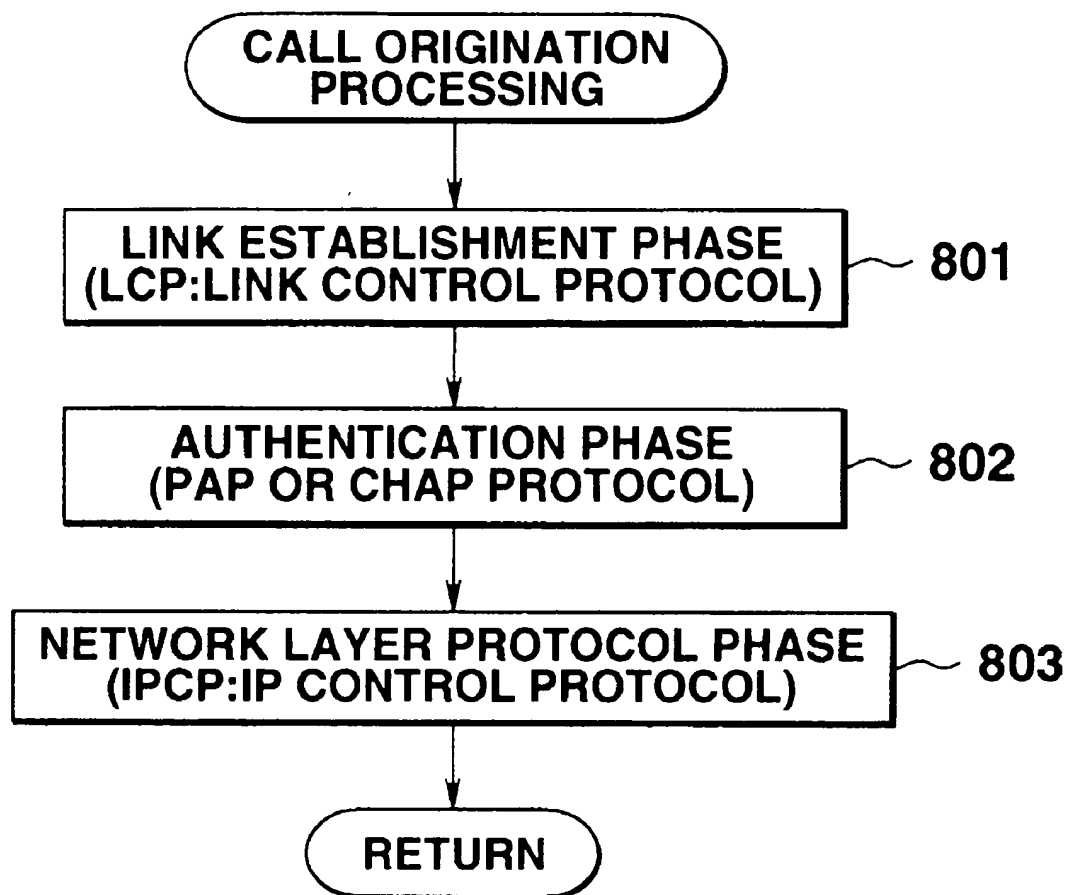 CALL ORIGINATION
PROCESSING
LINK ESTABLISHMENT PHASE
(LCP:LINK CONTROL PROTOCOL)
801
AUTHENTICATION PHASE
(PAP OR CHAP PROTOCOL)
802
NETWORK LAYER PROTOCOL PHASE
(IPCP:IP CONTROL PROTOCOL)
803
RETURN